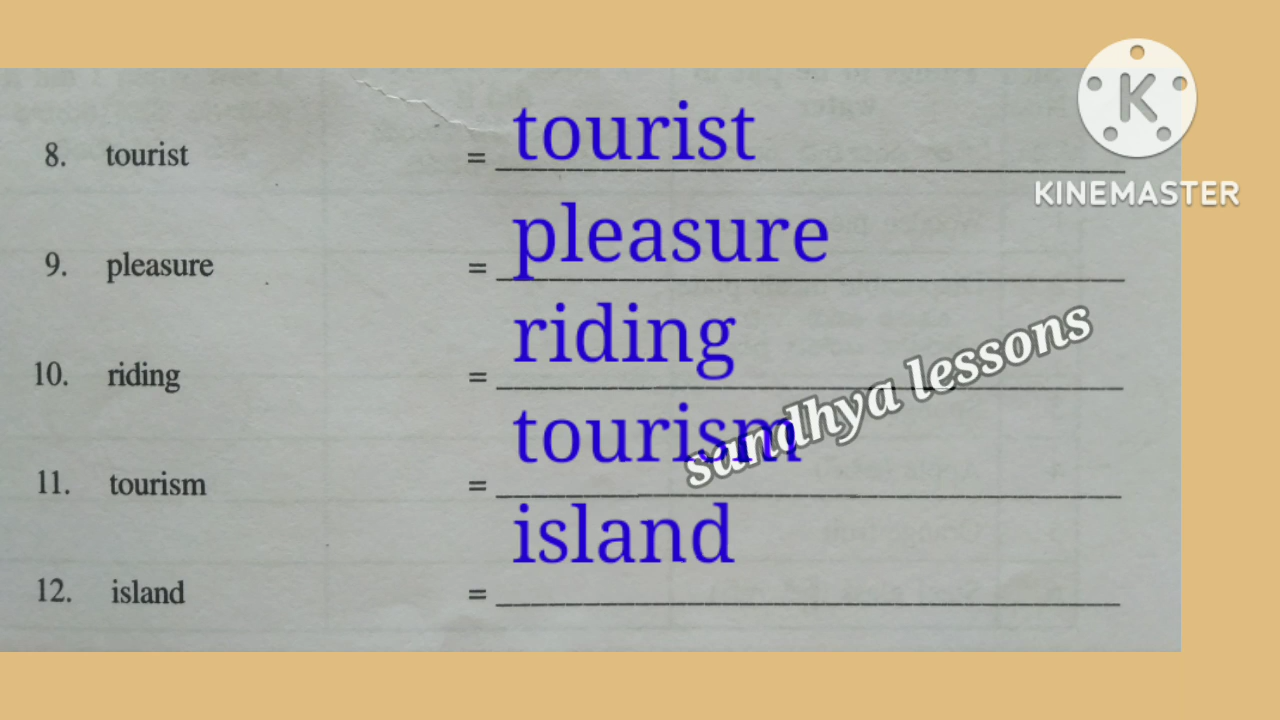 K
KINEMASTER
8. tourist = tourist
9. pleasure = pleasure
10. riding = riding
sandhya lessons
11. tourism = tourism
12. island = island